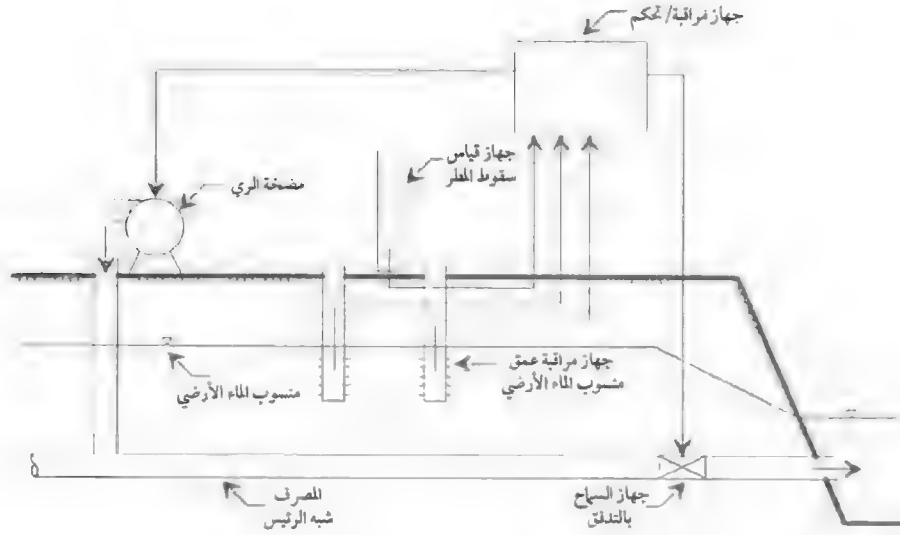 جهاز مراقبة/تحكم
جهاز قياس
سقوط المطر
مضخة الري
جهاز مراقبة عمق
منسوب الماء الأرضي
منسوب الماء الأرضي
المصرف
شبه الرئيس
جهاز السماح
بالتدفق